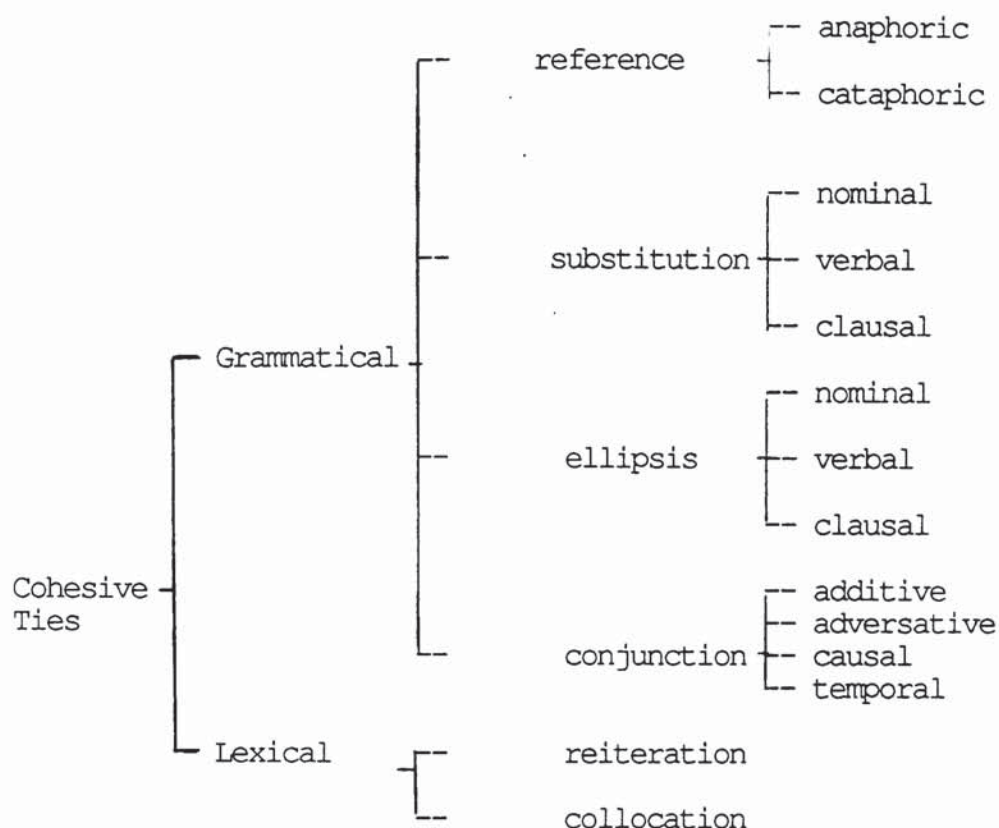 anaphoric
reference
cataphoric
nominal
substitution
verbal
clausal
Grammatical
nominal
ellipsis
verbal
clausal
Cohesive
Ties
additive
adversative
conjunction
causal
temporal
Lexical
reiteration
collocation